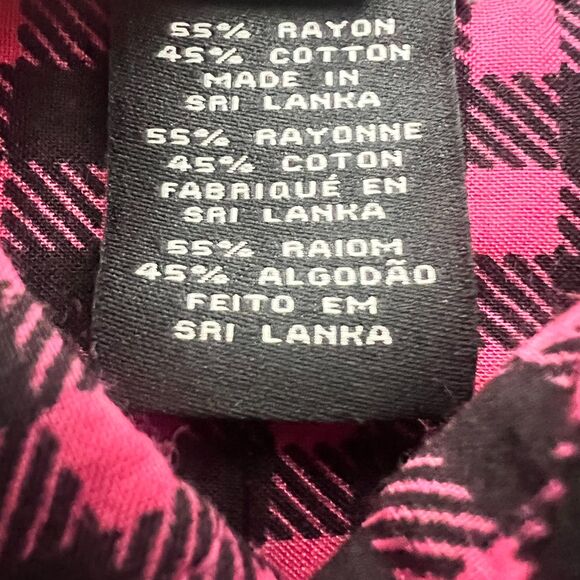 55% RAYON
45% COTTON
MADE IN
SRI LANKA
55% RAYONNE
45% COTON
FABRIQUÉ EN
SRI LANKA
55% RAIOM
45% ALGODÃO
FEITO EM
SRI LANKA